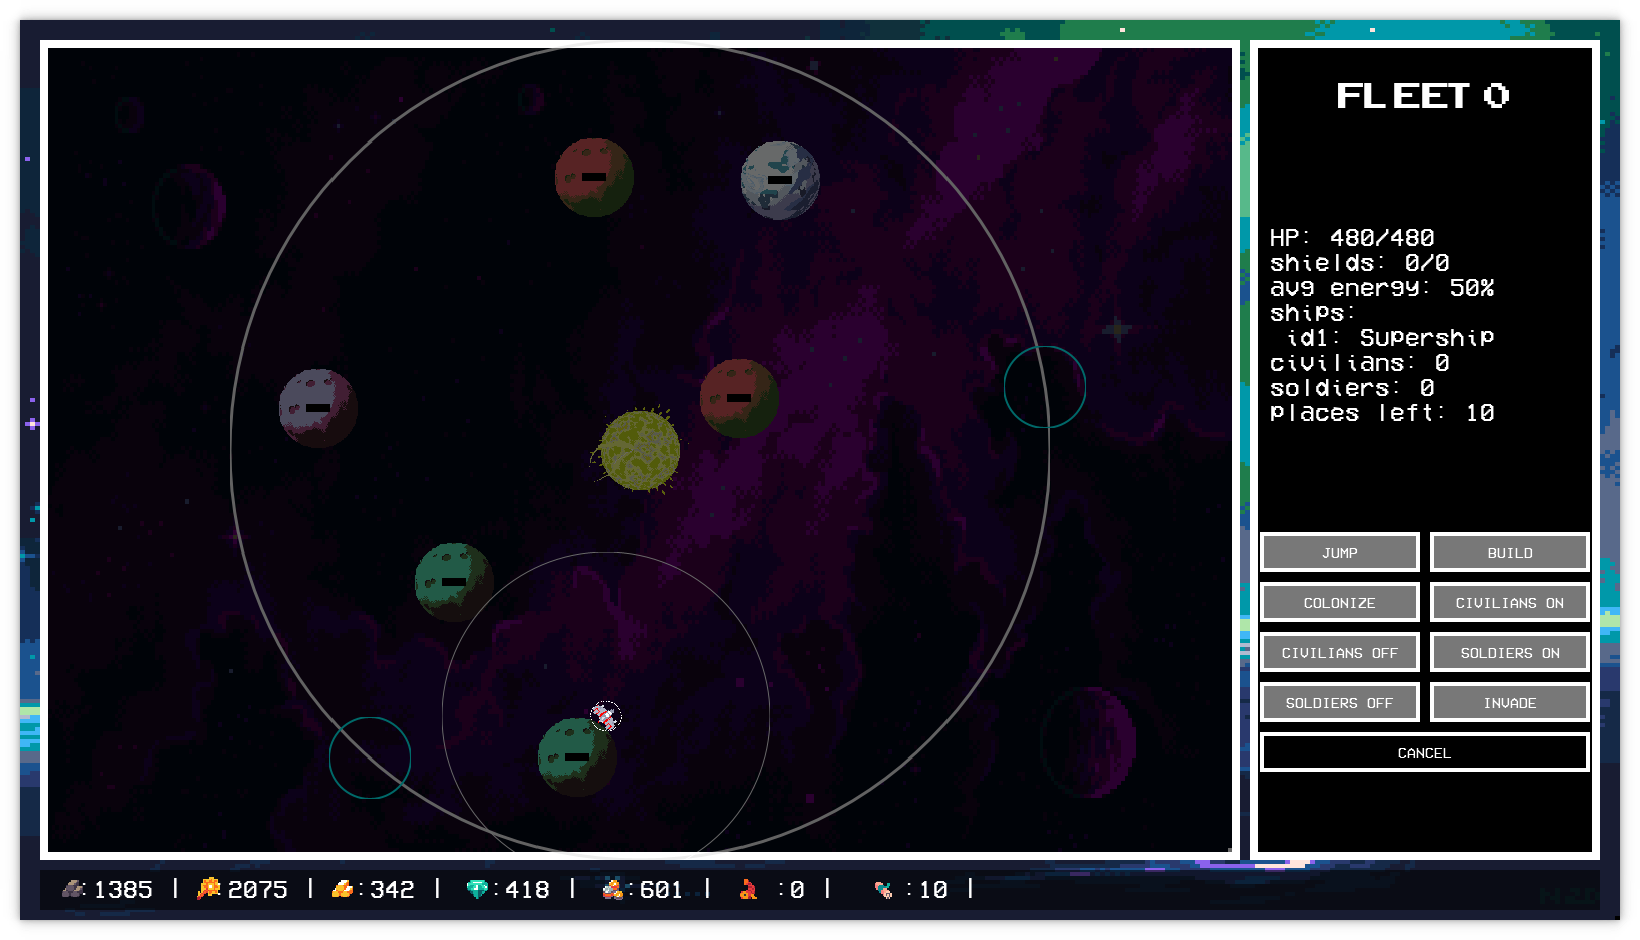 FLEET 0
HP: 480/480
shields: 0/0
avg energy: 50%
ships:
id1: Supership
civilians: 0
soldiers: 0
places left: 10
JUMP
BUILD
COLONIZE
CIVILIANS ON
CIVILIANS OFF
SOLDIERS ON
SOLDIERS OFF
INVADE
CANCEL
:1385 | 2075 | :342 | :418 | :601 | :0 | :10 |